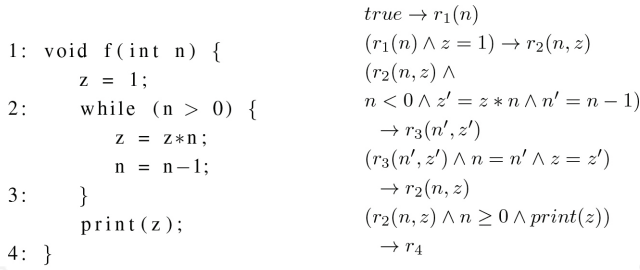 1: void f(int n) {
z = 1;
2: while (n > 0) {
z = z*n;
n = n−1;
3: }
print(z);
4: }
true → r₁(n)
(r₁(n) ∧ z = 1) → r₂(n, z)
(r₂(n, z) ∧
n < 0 ∧ z′ = z ∗ n ∧ n′ = n − 1)
→ r₃(n′, z′)
(r₃(n′, z′) ∧ n = n′ ∧ z = z′)
→ r₂(n, z)
(r₂(n, z) ∧ n ≥ 0 ∧ print(z))
→ r₄